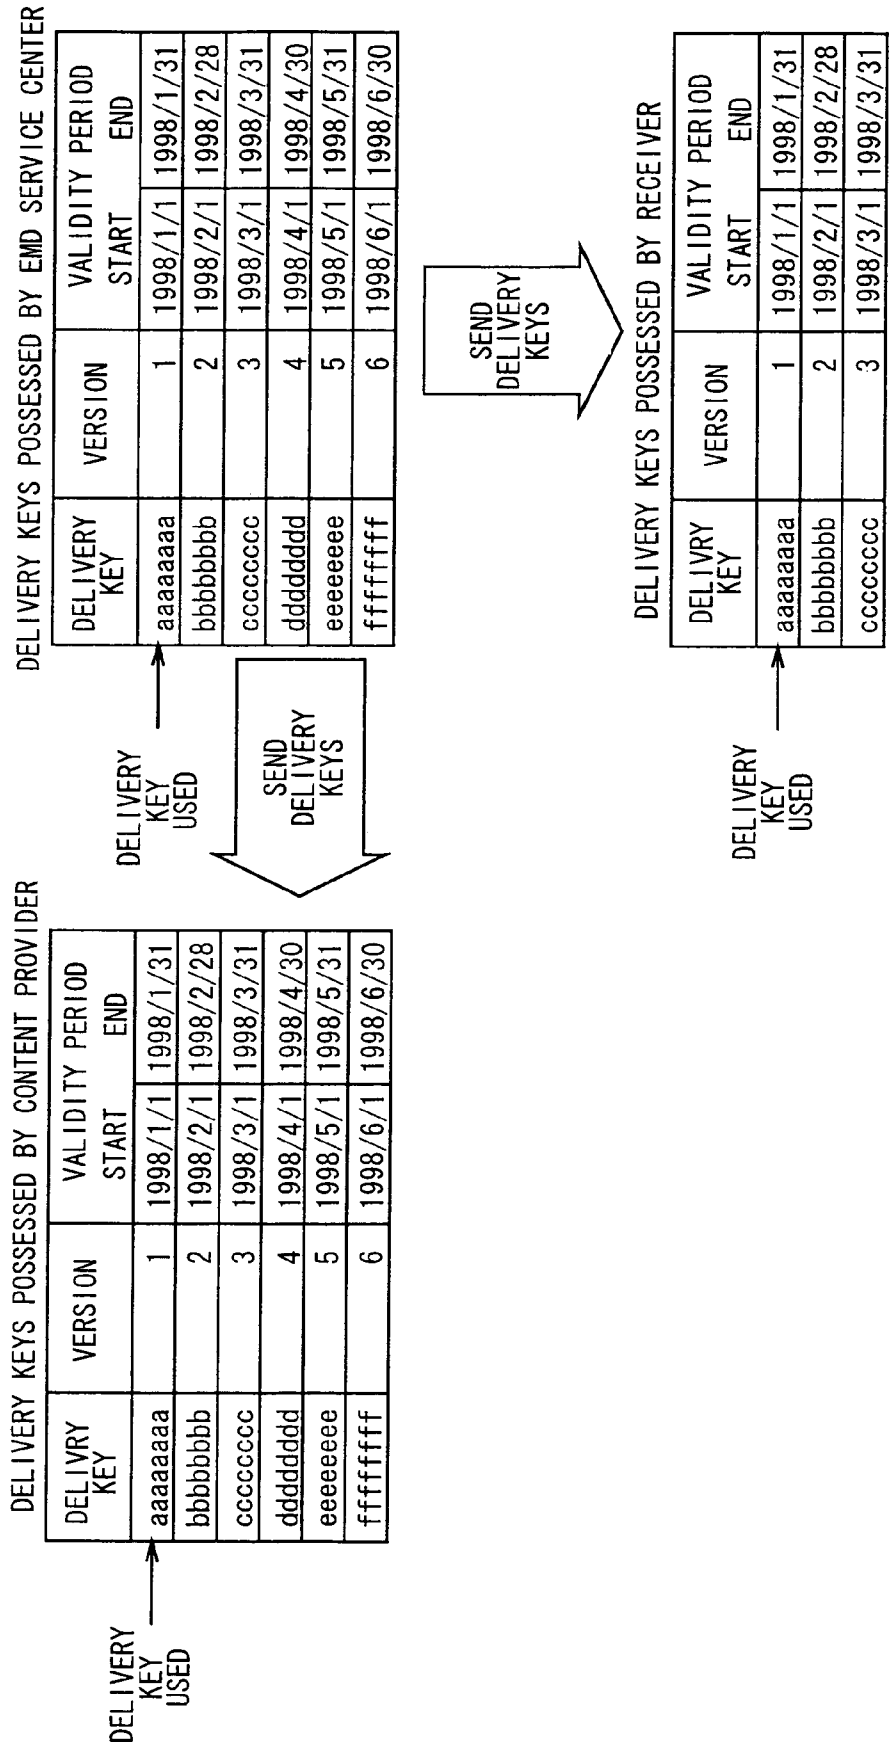 DELIVERY KEYS POSSESSED BY CONTENT PROVIDER
DELIVRY KEY VERSION VALIDITY PERIOD START END
aaaaaaaa 1 1998/1/1 1998/1/31
bbbbbbbb 2 1998/2/1 1998/2/28
cccccccc 3 1998/3/1 1998/3/31
dddddddd 4 1998/4/1 1998/4/30
eeeeeeee 5 1998/5/1 1998/5/31
ffffffff 6 1998/6/1 1998/6/30
DELIVERY
KEY
USED
SEND
DELIVERY
KEYS
DELIVERY KEYS POSSESSED BY EMD SERVICE CENTER
DELIVERY KEY VERSION VALIDITY PERIOD START END
aaaaaaaa 1 1998/1/1 1998/1/31
bbbbbbbb 2 1998/2/1 1998/2/28
cccccccc 3 1998/3/1 1998/3/31
dddddddd 4 1998/4/1 1998/4/30
eeeeeeee 5 1998/5/1 1998/5/31
ffffffff 6 1998/6/1 1998/6/30
DELIVERY
KEY
USED
SEND
DELIVERY
KEYS
DELIVERY KEYS POSSESSED BY RECEIVER
DELIVRY KEY VERSION VALIDITY PERIOD START END
aaaaaaaa 1 1998/1/1 1998/1/31
bbbbbbbb 2 1998/2/1 1998/2/28
cccccccc 3 1998/3/1 1998/3/31
DELIVERY
KEY
USED